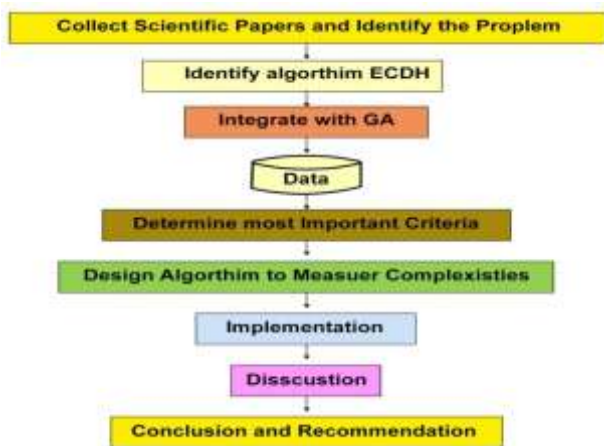 Collect Scientific Papers and Identify the Proplem
Identify algorthim ECDH
Integrate with GA
Data
Determine most Important Criteria
Design Algorthim to Measuer Complexisties
Implementation
Disscustion
Conclusion and Recommendation